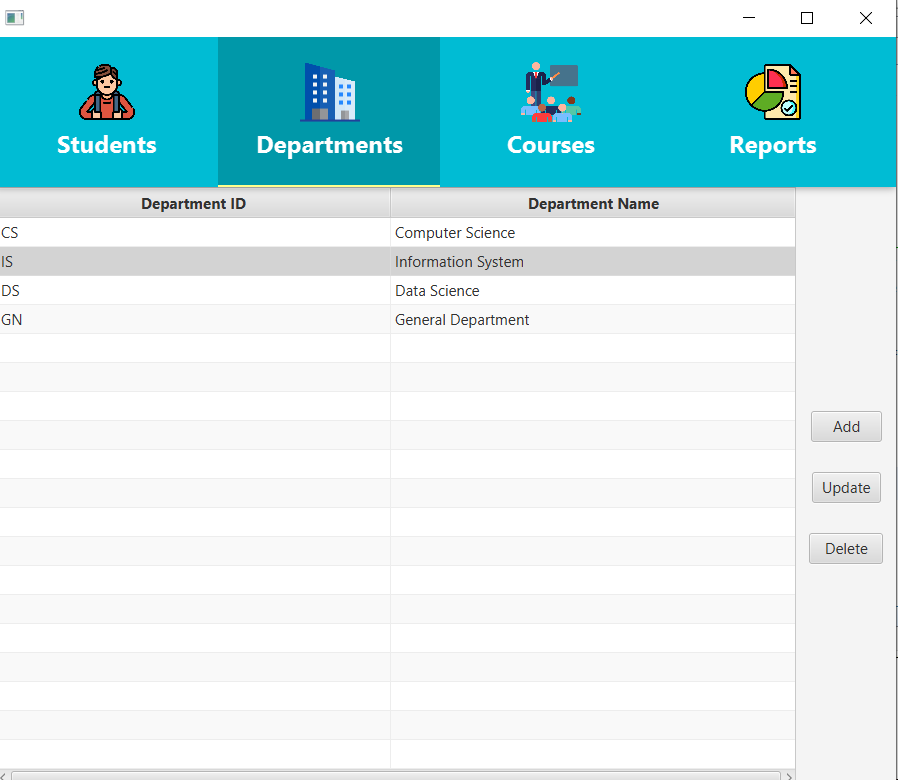 Students Departments Courses Reports
Department ID Department Name
CS Computer Science
IS Information System
DS Data Science
GN General Department
Add
Update
Delete